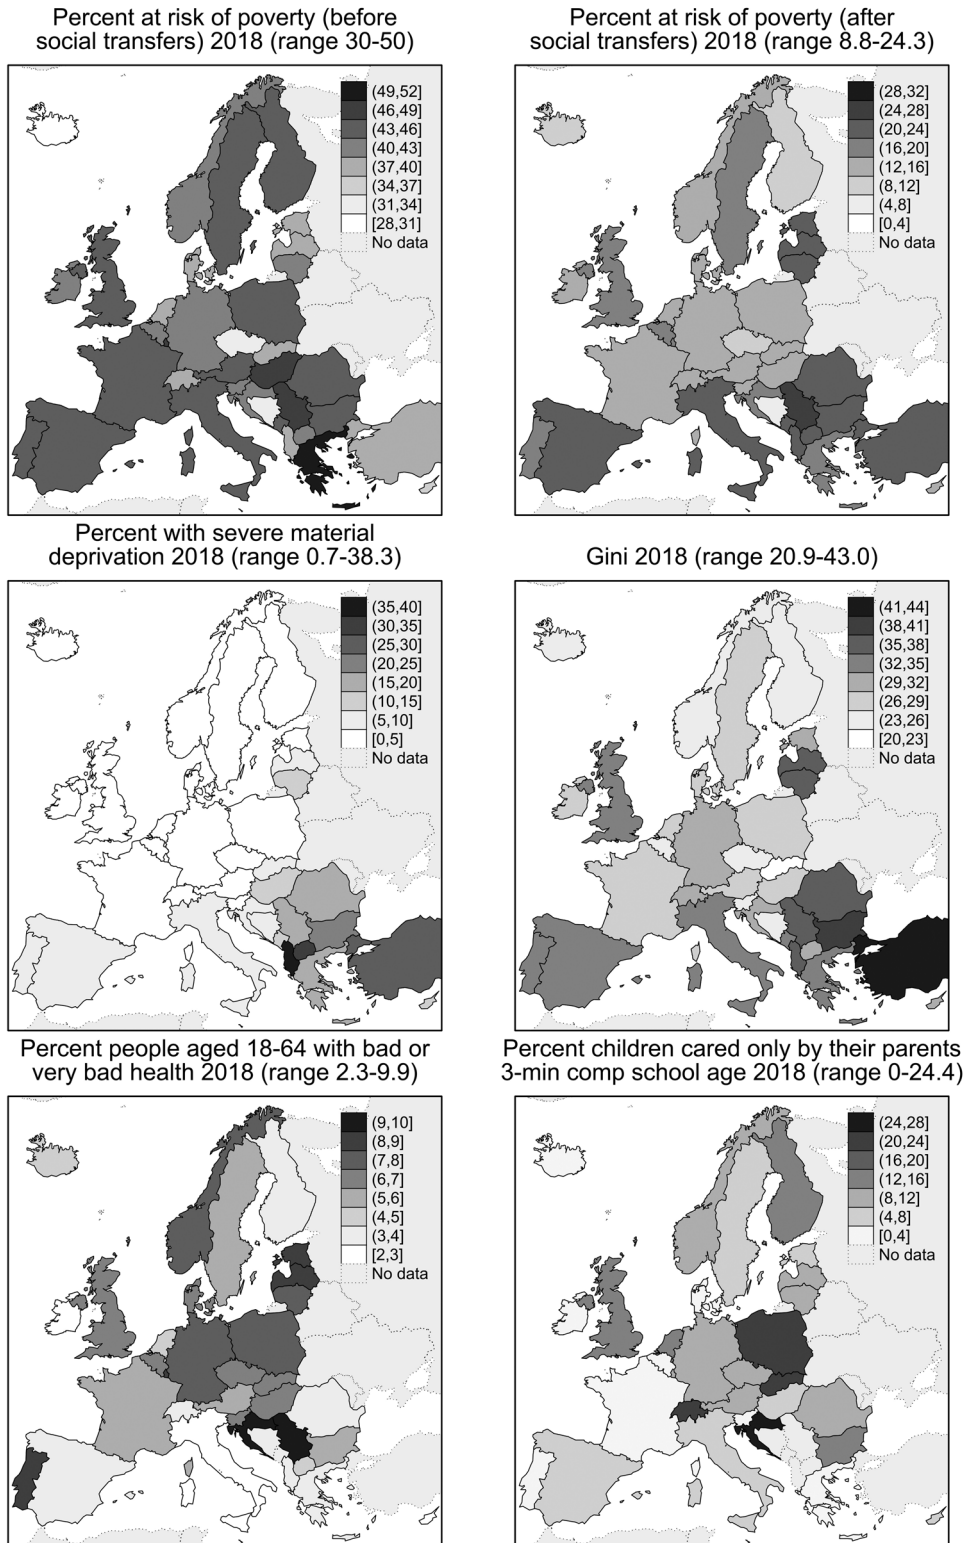 Percent at risk of poverty (before
social transfers) 2018 (range 30-50)
(49,52]
(46,49]
(43,46]
(40,43]
(37,40]
(34,37]
(31,34]
[28,31]
No data
Percent at risk of poverty (after
social transfers) 2018 (range 8.8-24.3)
(28,32]
(24,28]
(20,24]
(16,20]
(12,16]
(8,12]
(4,8]
[0,4]
No data
Percent with severe material
deprivation 2018 (range 0.7-38.3)
(35,40]
(30,35]
(25,30]
(20,25]
(15,20]
(10,15]
(5,10]
[0,5]
No data
Gini 2018 (range 20.9-43.0)
(41,44]
(38,41]
(35,38]
(32,35]
(29,32]
(26,29]
(23,26]
[20,23]
No data
Percent people aged 18-64 with bad or
very bad health 2018 (range 2.3-9.9)
(9,10]
(8,9]
(7,8]
(6,7]
(5,6]
(4,5]
(3,4]
[2,3]
No data
Percent children cared only by their parents
3-min comp school age 2018 (range 0-24.4)
(24,28]
(20,24]
(16,20]
(12,16]
(8,12]
(4,8]
[0,4]
No data